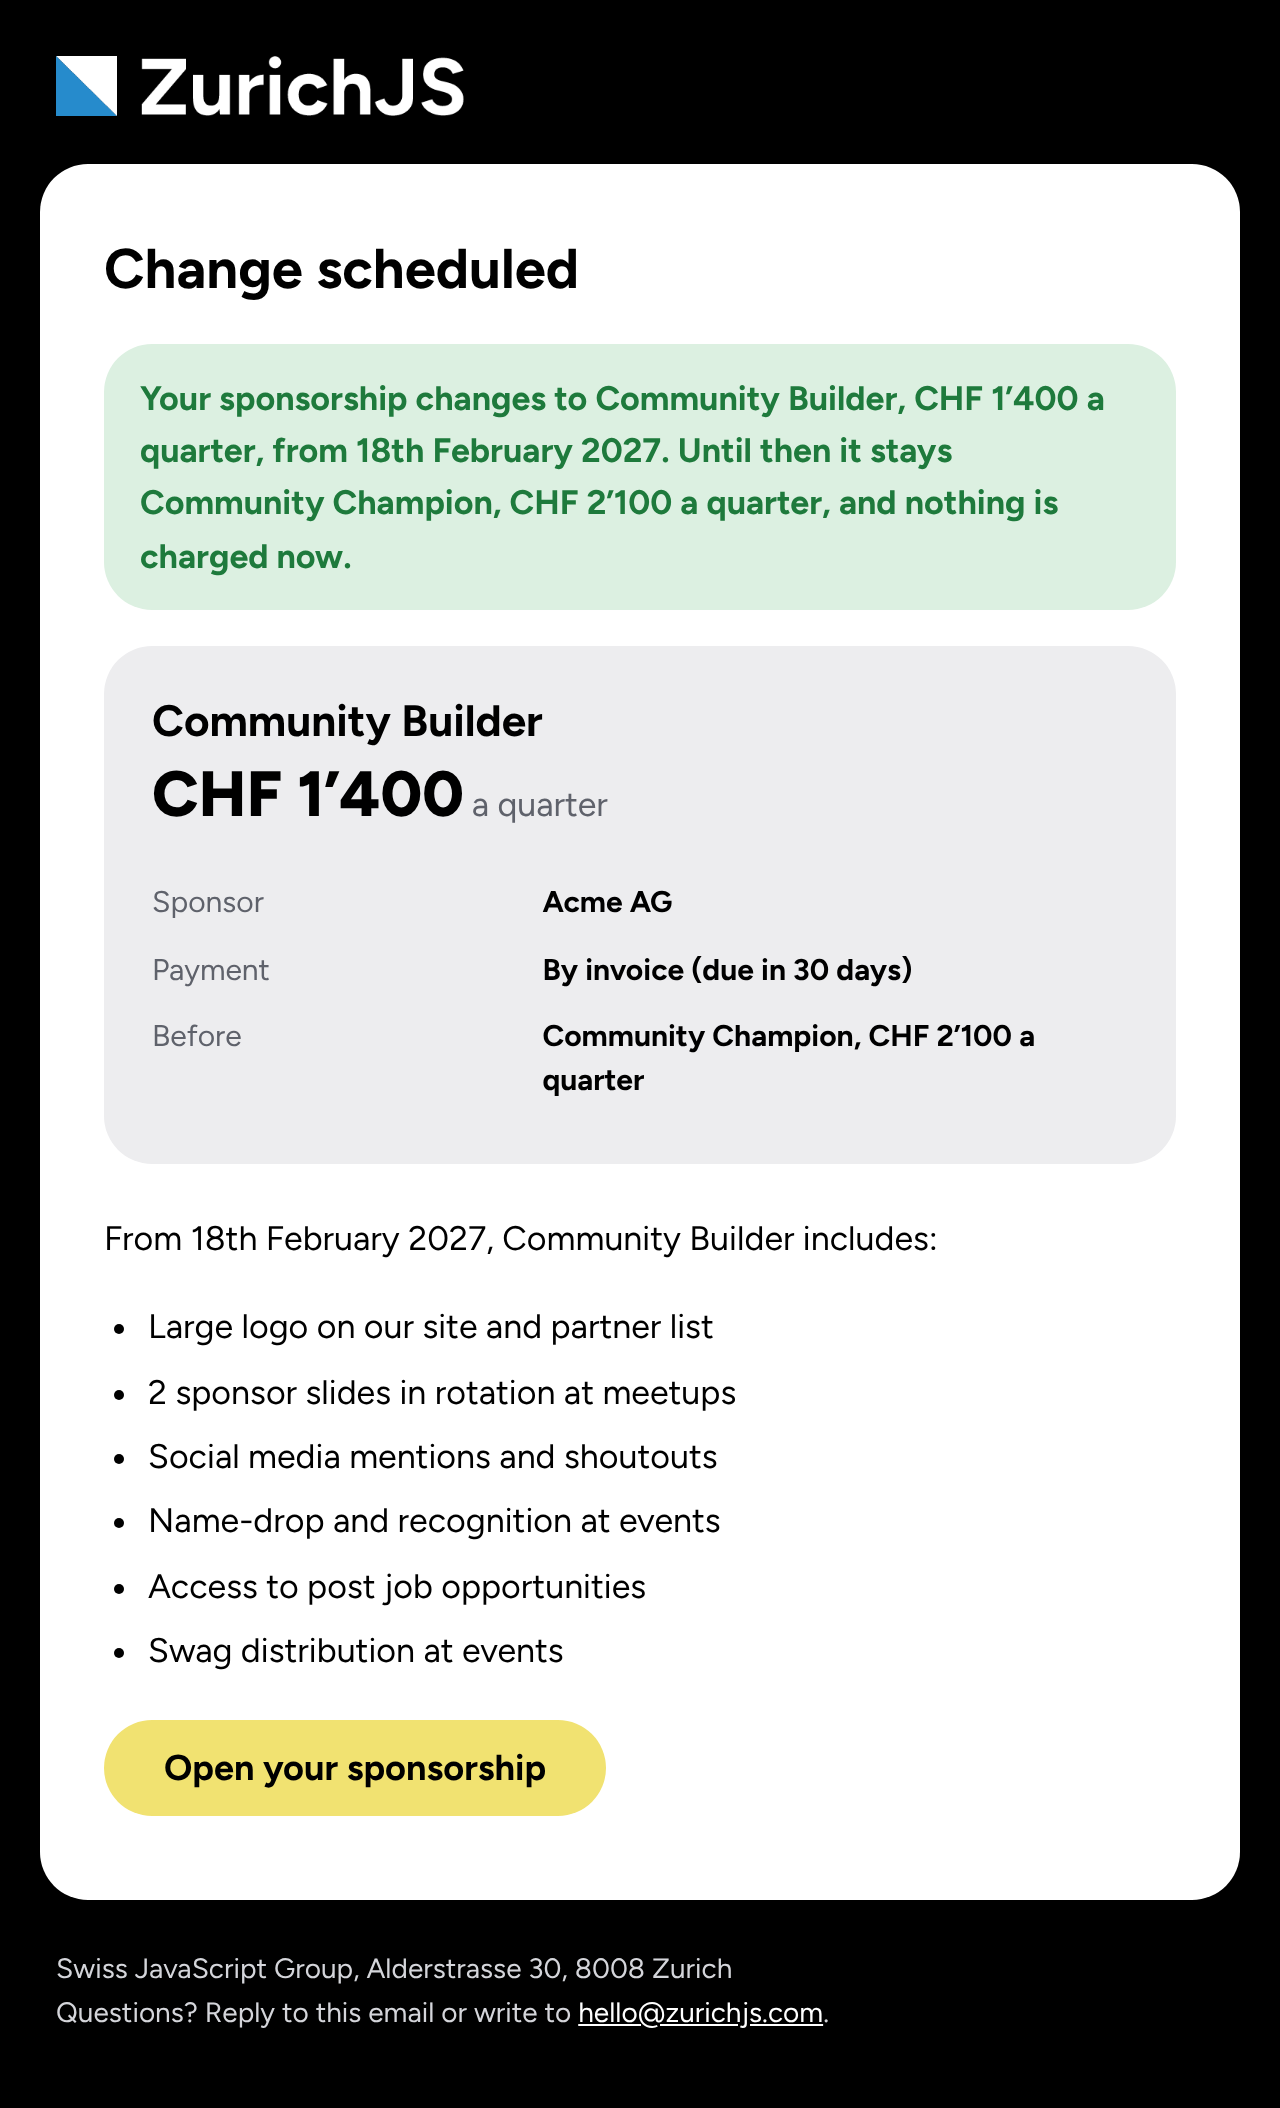 ZurichJS
Change scheduled
Your sponsorship changes to Community Builder, CHF 1’400 a
quarter, from 18th February 2027. Until then it stays
Community Champion, CHF 2’100 a quarter, and nothing is
charged now.
Community Builder
CHF 1’400 a quarter
Sponsor Acme AG
Payment By invoice (due in 30 days)
Before Community Champion, CHF 2’100 a
quarter
From 18th February 2027, Community Builder includes:
• Large logo on our site and partner list
• 2 sponsor slides in rotation at meetups
• Social media mentions and shoutouts
• Name-drop and recognition at events
• Access to post job opportunities
• Swag distribution at events
Open your sponsorship
Swiss JavaScript Group, Alderstrasse 30, 8008 Zurich
Questions? Reply to this email or write to hello@zurichjs.com.